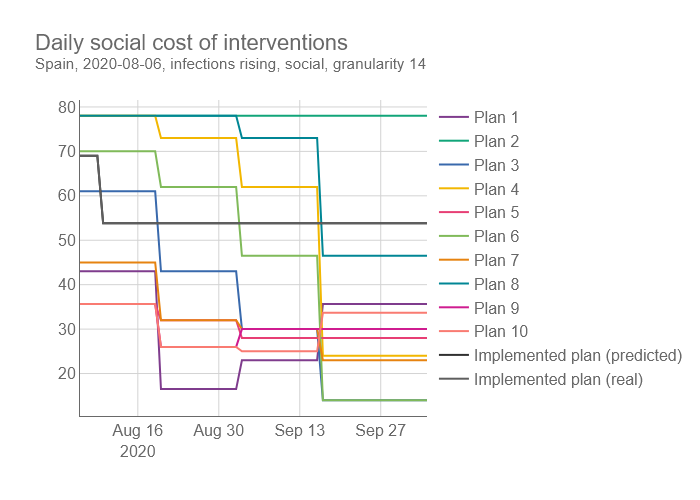 Daily social cost of interventions
Spain, 2020-08-06, infections rising, social, granularity 14
80
70
60
50
40
30
20
Aug 16
2020
Aug 30
Sep 13
Sep 27
Plan 1
Plan 2
Plan 3
Plan 4
Plan 5
Plan 6
Plan 7
Plan 8
Plan 9
Plan 10
Implemented plan (predicted)
Implemented plan (real)